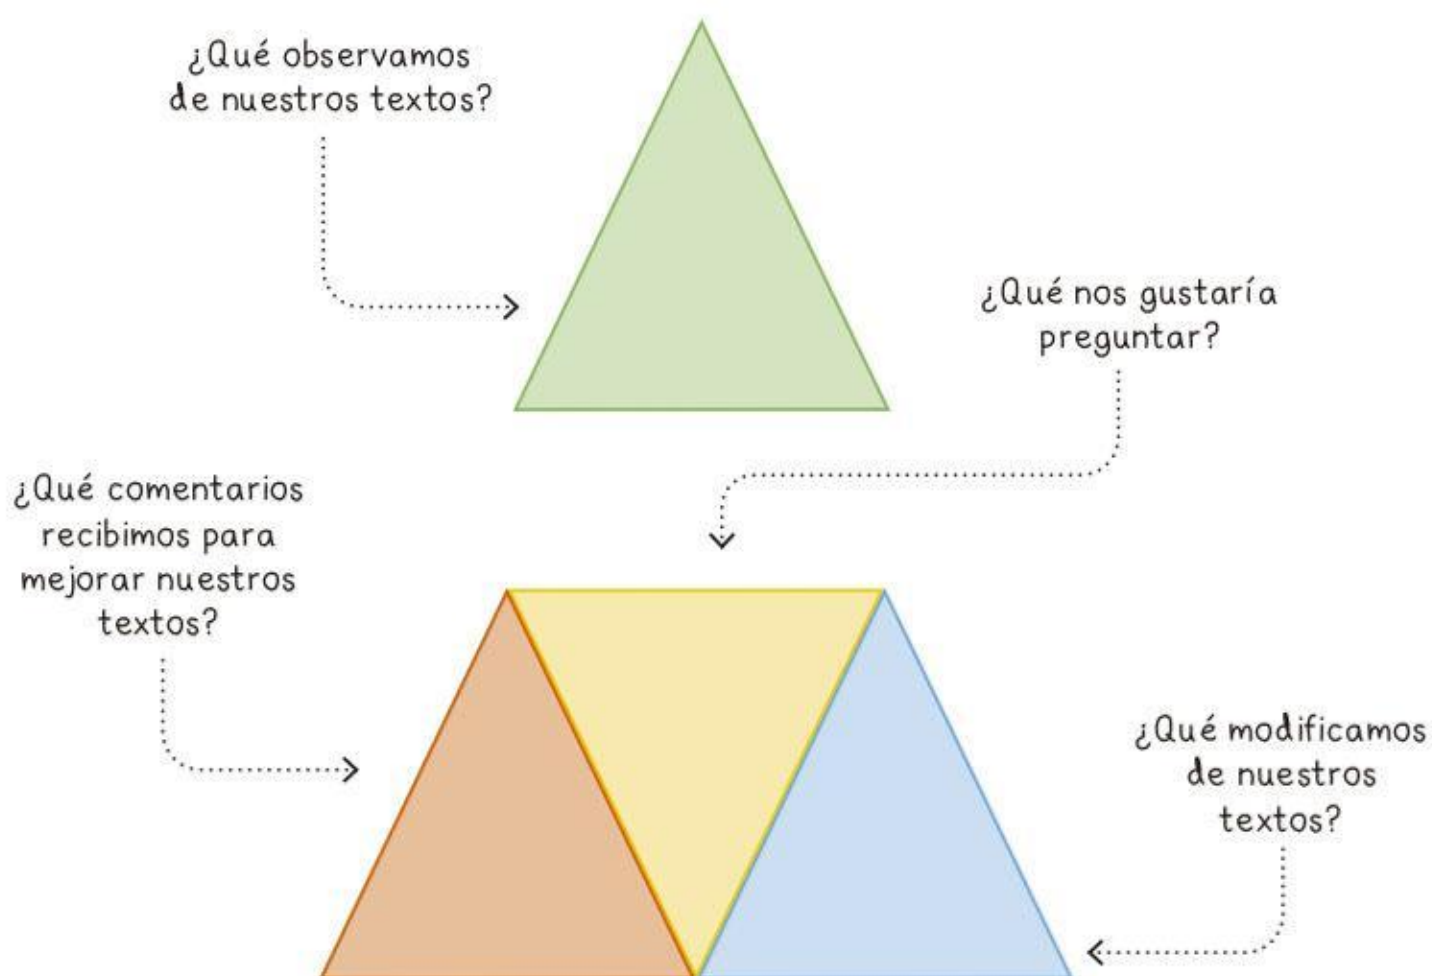 ¿Qué observamos
de nuestros textos?
¿Qué nos gustaría
preguntar?
¿Qué comentarios
recibimos para
mejorar nuestros
textos?
¿Qué modificamos
de nuestros
textos?